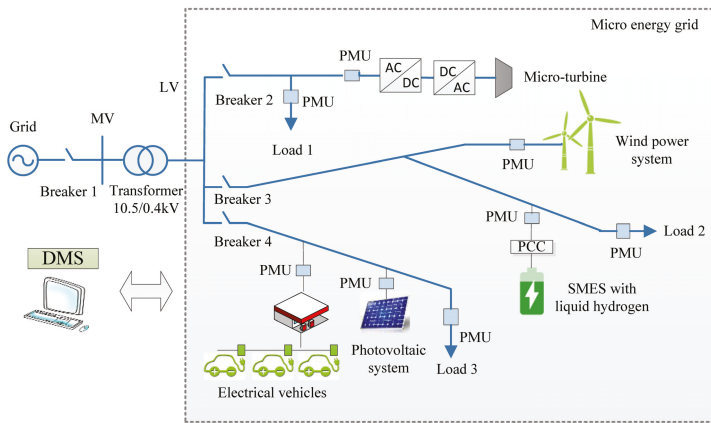 Micro energy grid
PMU
AC
DC
DC
AC
LV
Micro-turbine
Breaker 2
PMU
Grid
MV
Load 1
PMU
Wind power
system
Breaker 1
Transformer
10.5/0.4kV
Breaker 3
PMU
Load 2
Breaker 4
PMU
PCC
DMS
PMU
PMU
SMES with
liquid hydrogen
PMU
Photovoltaic
system
Load 3
Electrical vehicles